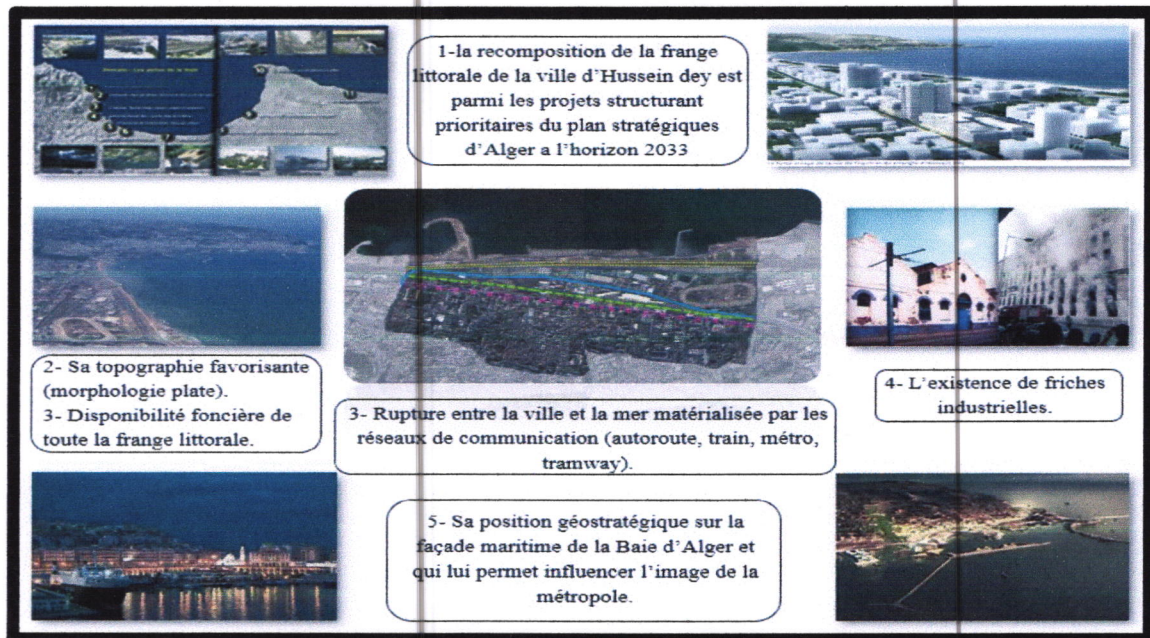 1-la recomposition de la frange
littorale de la ville d'Hussein dey est
parmi les projets structurant
prioritaires du plan stratégiques
d'Alger a l'horizon 2033
2- Sa topographie favorisante
(morphologie plate).
3- Disponibilité foncière de
toute la frange littorale.
3- Rupture entre la ville et la mer matérialisée par les
réseaux de communication (autoroute, train, métro,
tramway).
4- L'existence de friches
industrielles.
5- Sa position géostratégique sur la
façade maritime de la Baie d'Alger et
qui lui permet influencer l'image de la
métropole.